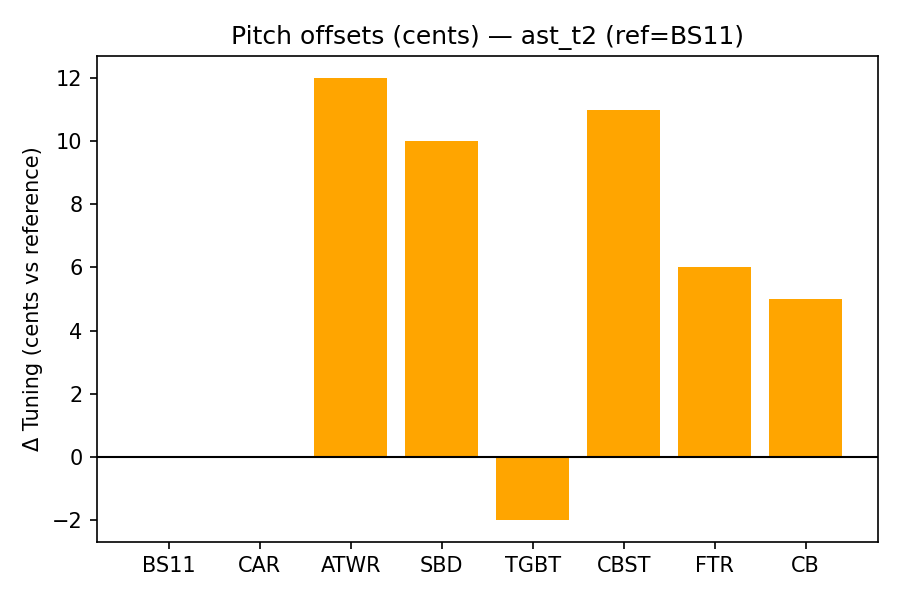 Pitch offsets (cents) — ast_t2 (ref=BS11)
Δ Tuning (cents vs reference)
12
10
8
6
4
2
0
−2
BS11 CAR ATWR SBD TGBT CBST FTR CB